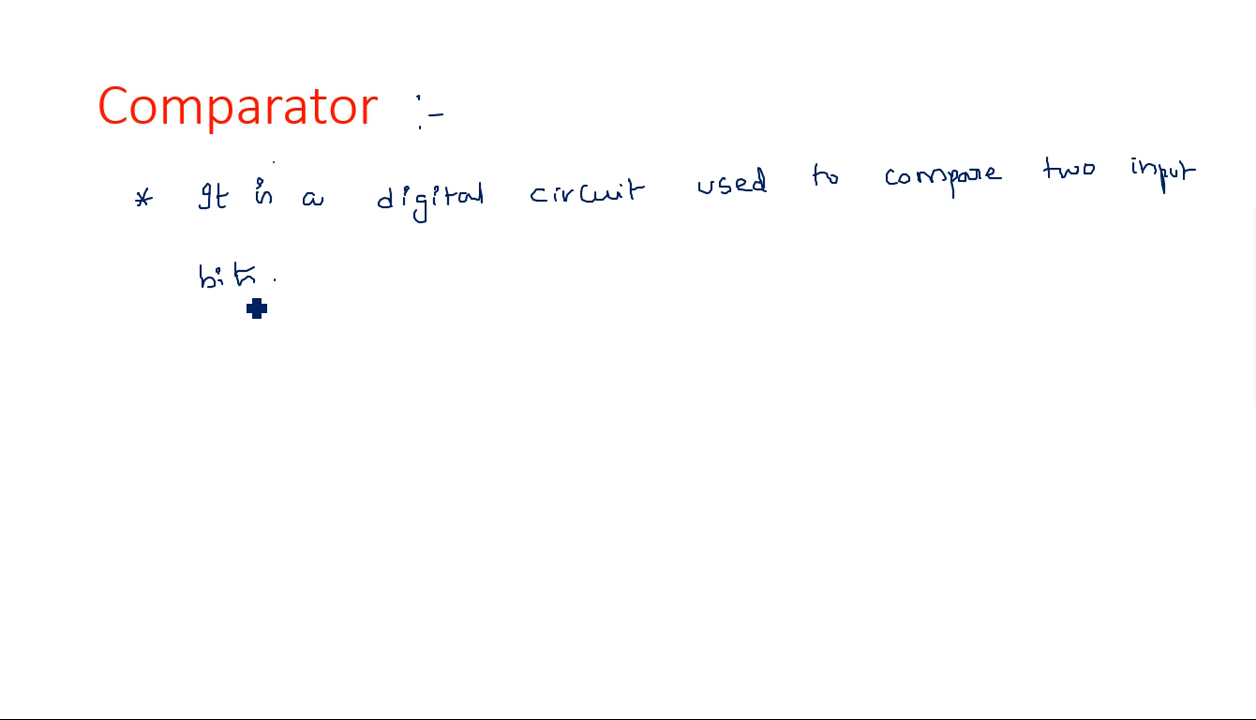 Comparator :-
* It is a digital circuit used to compare two input
bits.